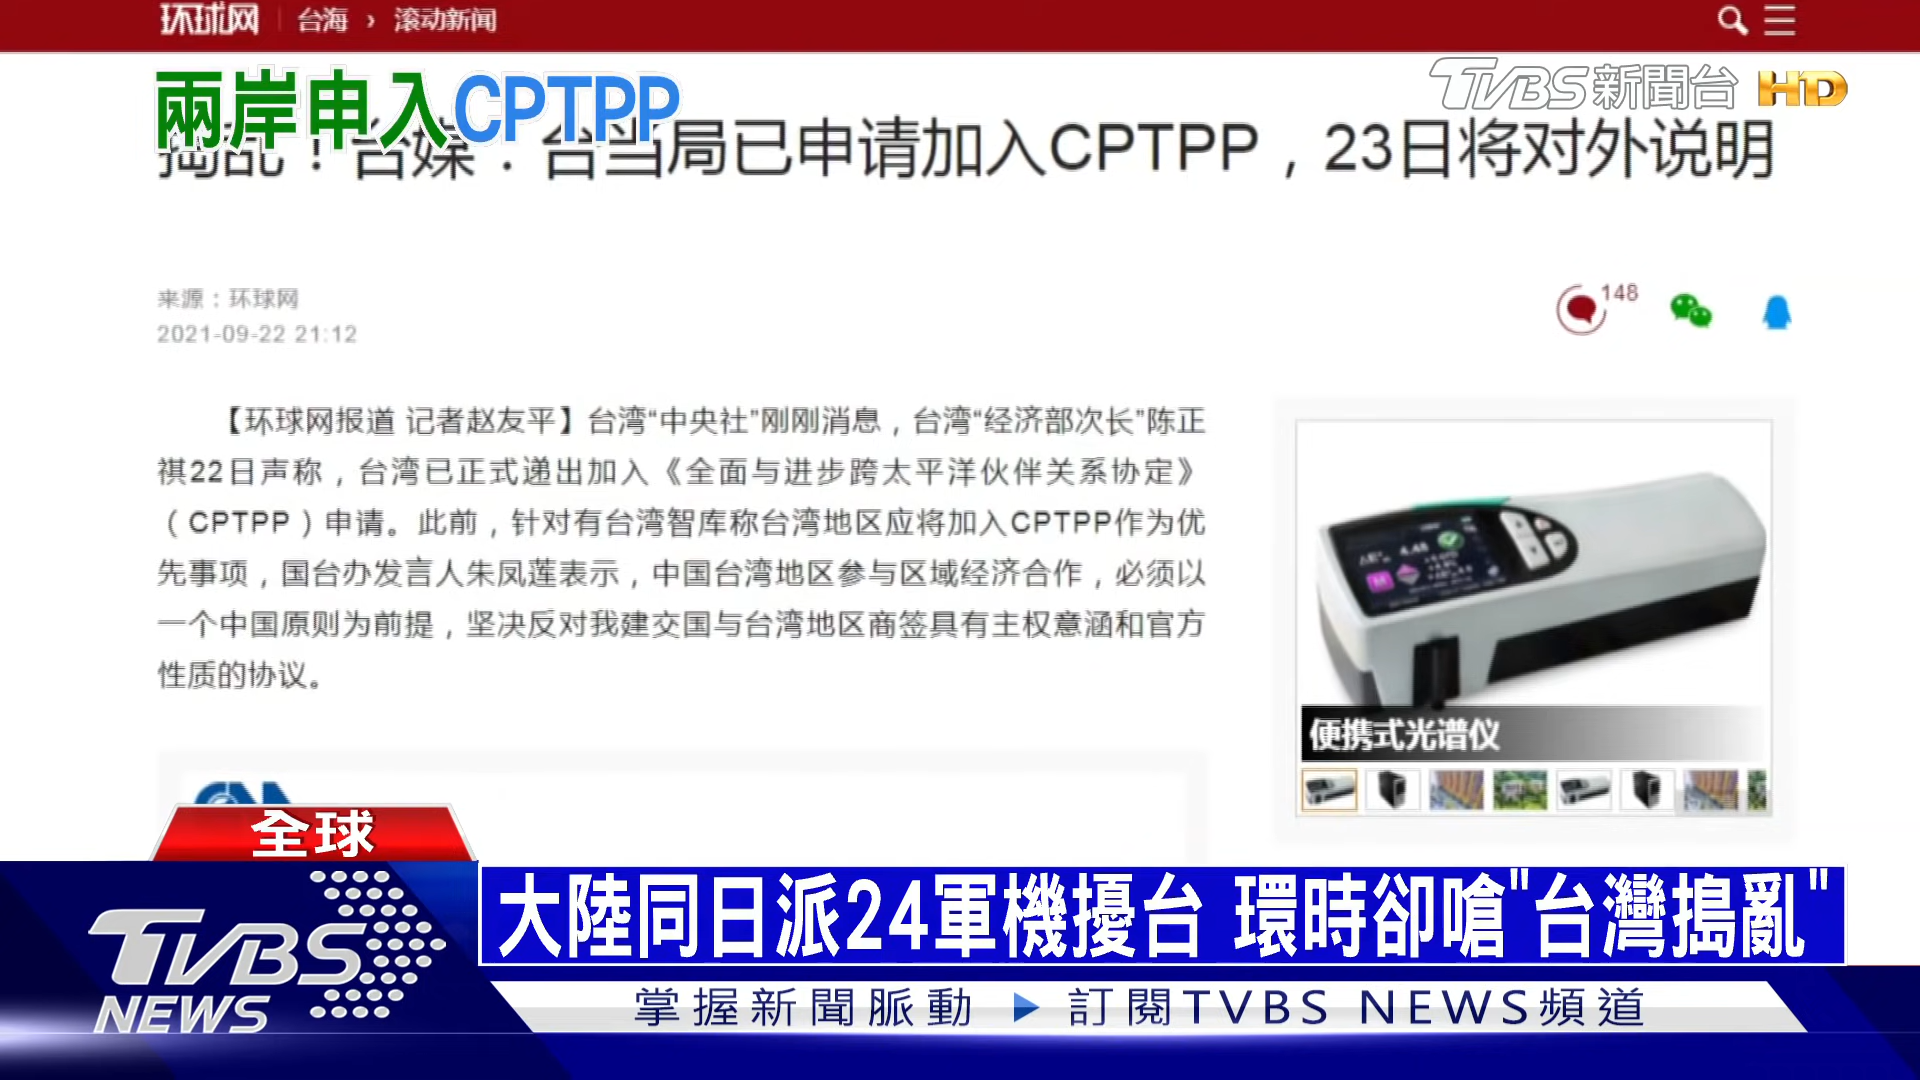 环球网 台海 › 滚动新闻
兩岸申入CPTPP
TVBS新聞台 HD
捣乱！台媒：台当局已申请加入CPTPP，23日将对外说明
来源：环球网
2021-09-22 21:12
148
【环球网报道 记者赵友平】台湾“中央社”刚刚消息，台湾“经济部次长”陈正
祺22日声称，台湾已正式递出加入《全面与进步跨太平洋伙伴关系协定》
（CPTPP）申请。此前，针对有台湾智库称台湾地区应将加入CPTPP作为优
先事项，国台办发言人朱凤莲表示，中国台湾地区参与区域经济合作，必须以
一个中国原则为前提，坚决反对我建交国与台湾地区商签具有主权意涵和官方
性质的协议。
4.48
便携式光谱仪
全球
大陸同日派24軍機擾台 環時卻嗆"台灣搗亂"
TVBS
NEWS
掌握新聞脈動 ▶ 訂閱TVBS NEWS頻道